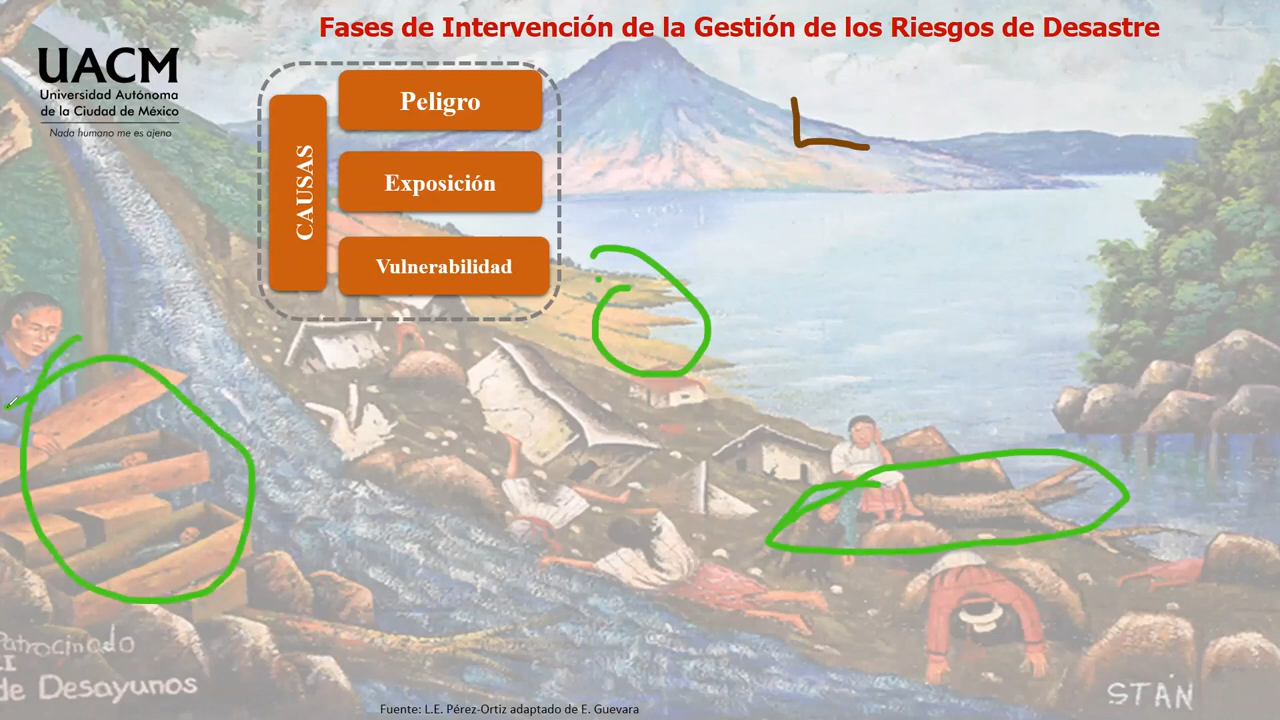 Fases de Intervención de la Gestión de los Riesgos de Desastre
UACM
Universidad Autónoma
de la Ciudad de México
Nada humano me es ajeno
CAUSAS
Peligro
Exposición
Vulnerabilidad
Patrocinado
de Desayunos
STAN
Fuente: L.E. Pérez-Ortiz adaptado de E. Guevara